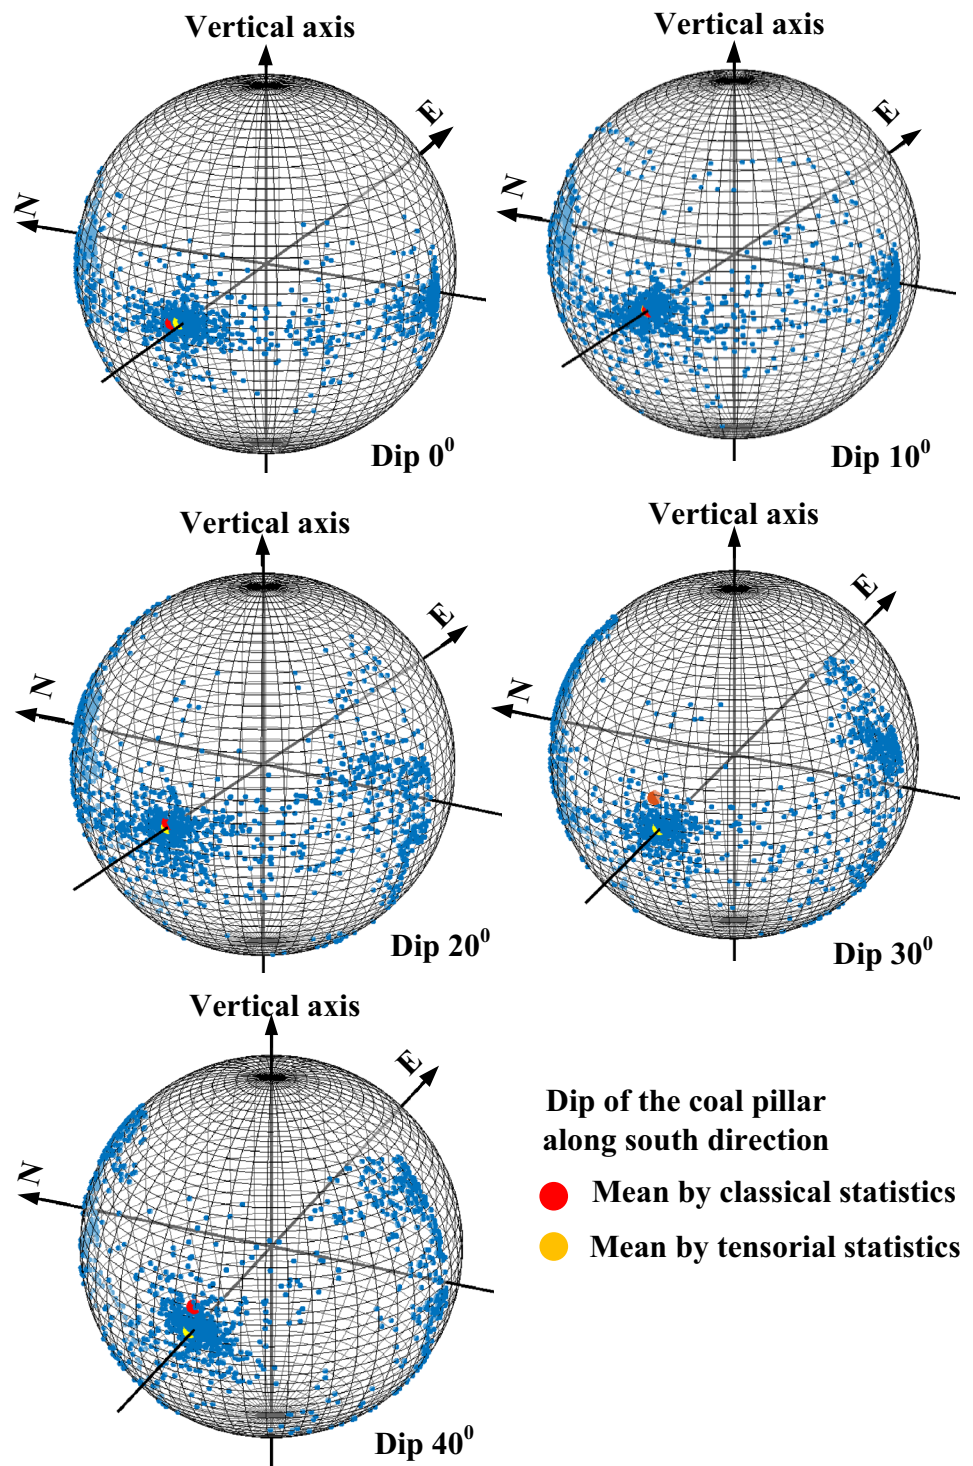 Vertical axis
E
N
Dip 0⁰
Vertical axis
E
N
Dip 10⁰
Vertical axis
E
N
Dip 20⁰
Vertical axis
E
N
Dip 30⁰
Vertical axis
E
N
Dip 40⁰
Dip of the coal pillar
along south direction
Mean by classical statistics
Mean by tensorial statistics